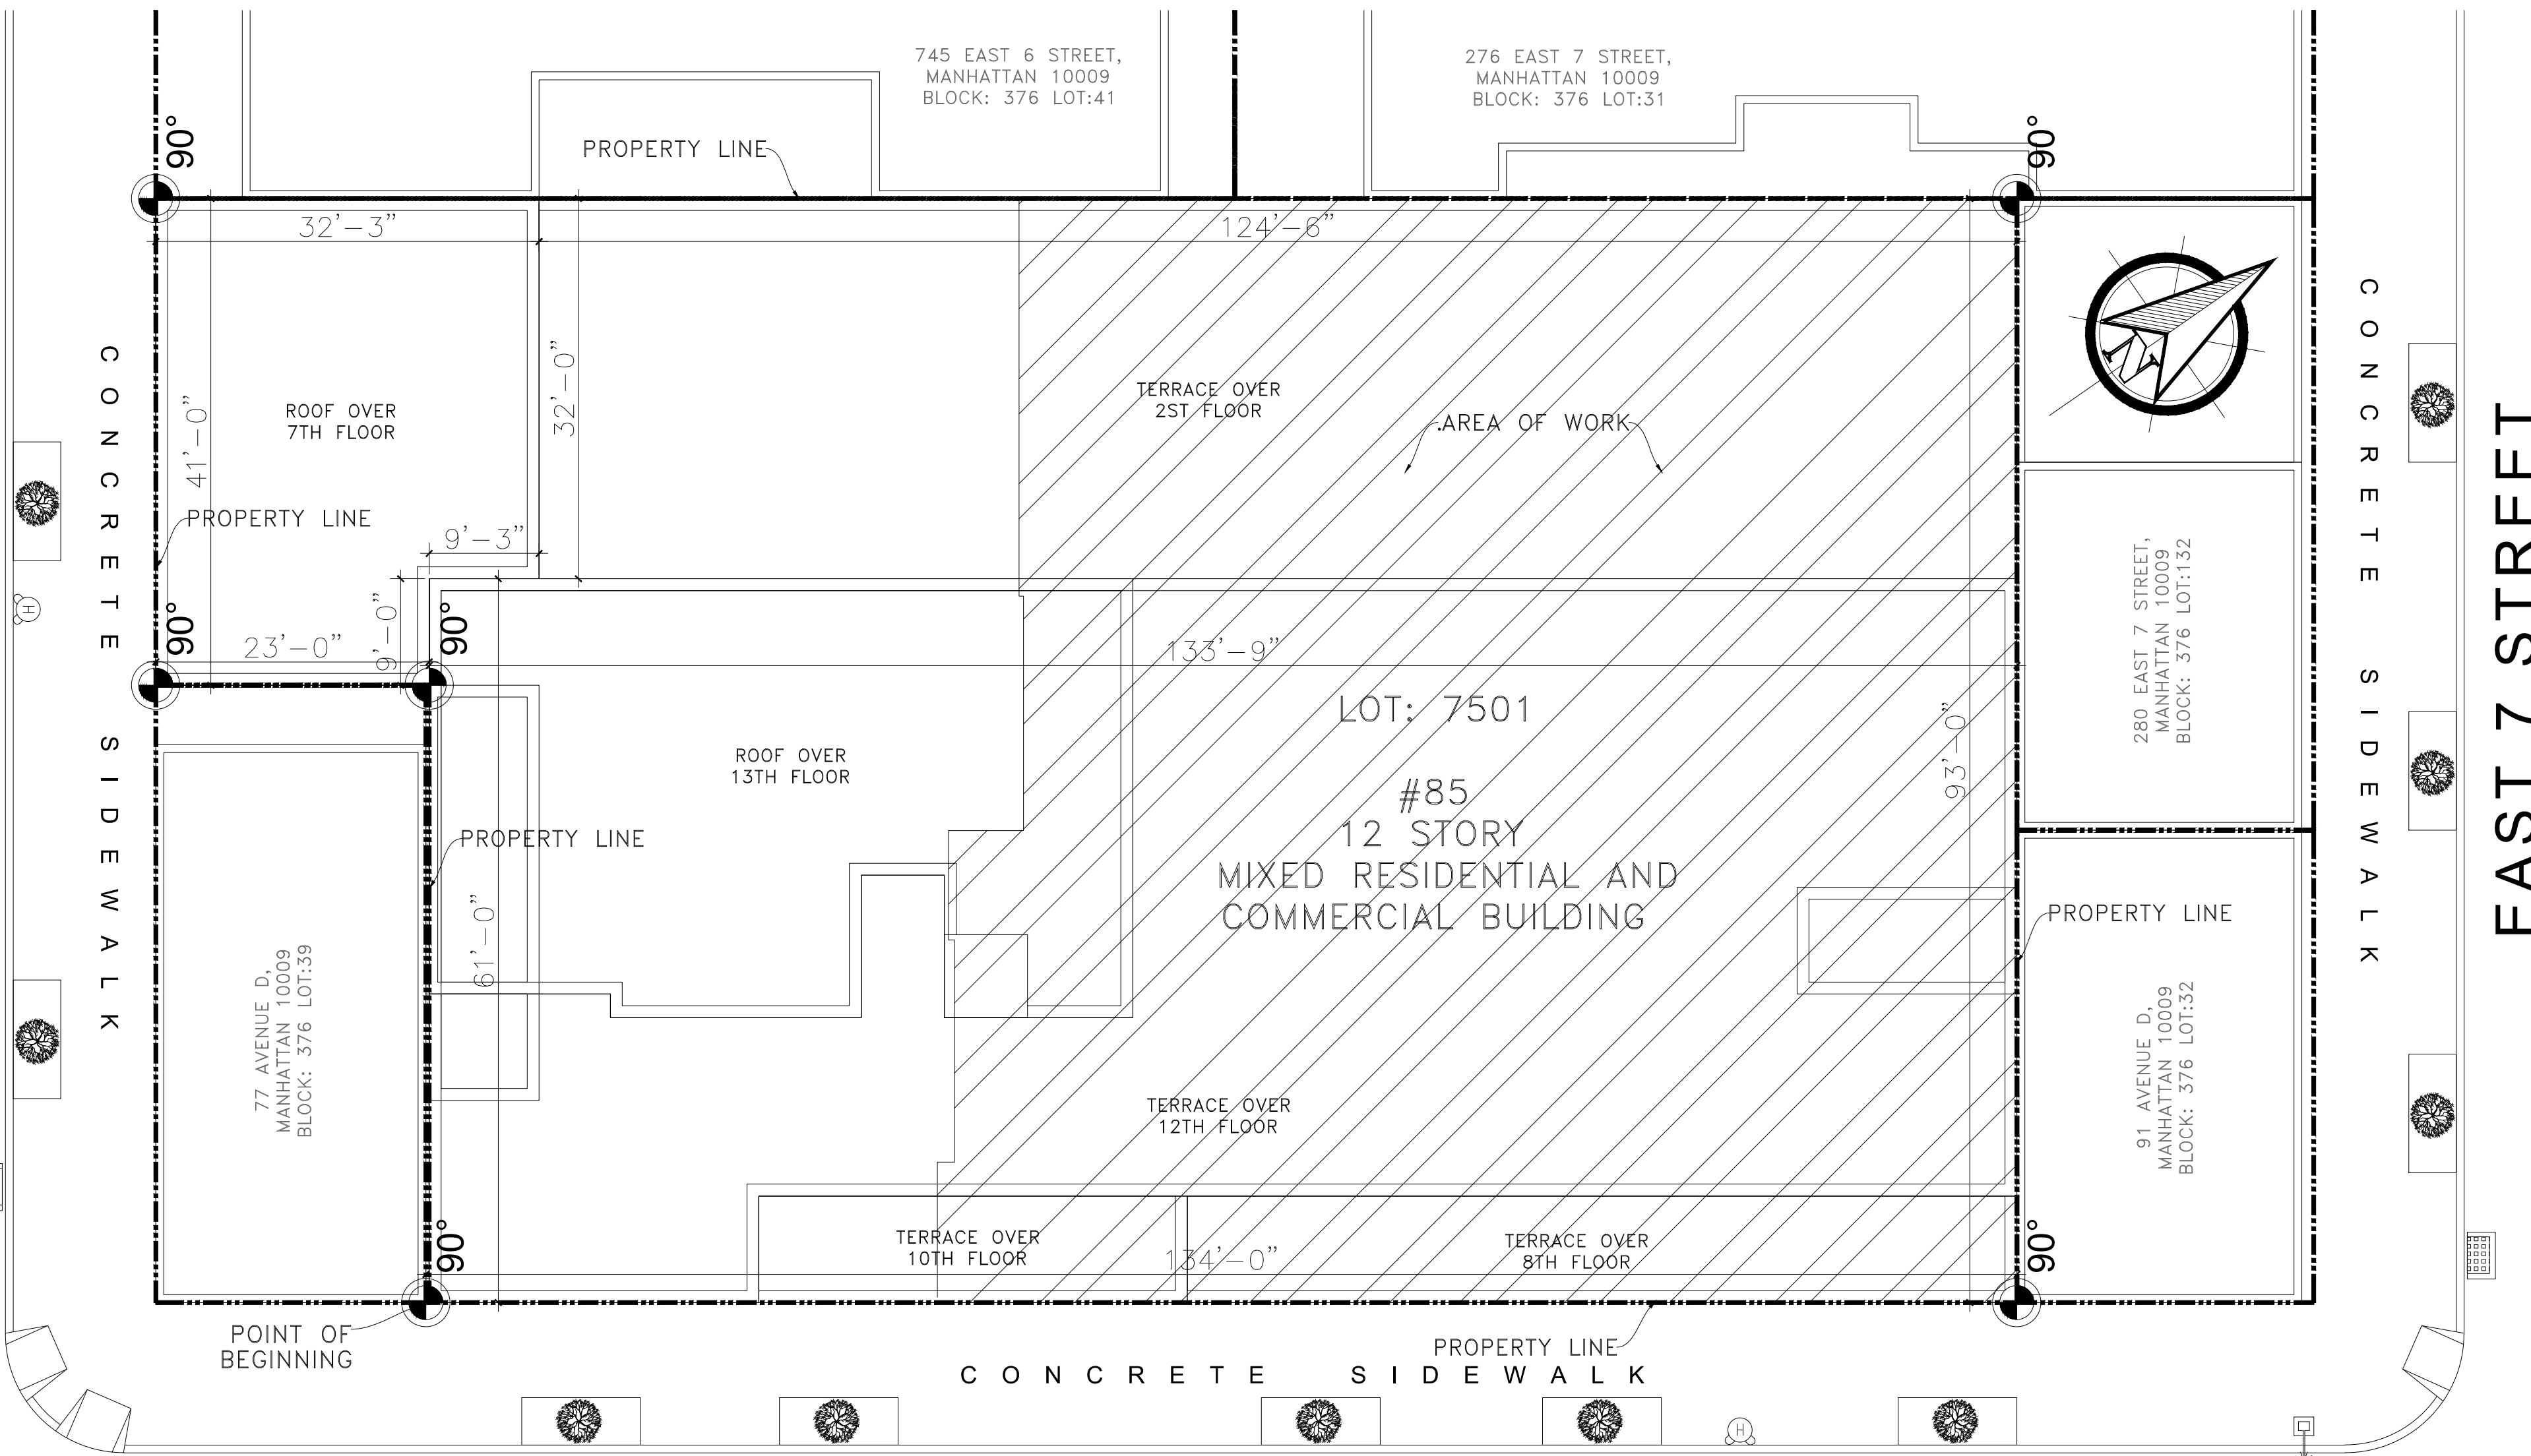 745 EAST 6 STREET,
MANHATTAN 10009
BLOCK: 376 LOT:41
276 EAST 7 STREET,
MANHATTAN 10009
BLOCK: 376 LOT:31
PROPERTY LINE
90°
90°
32'-3"
124'-6"
41'-0"
32'-0"
ROOF OVER
7TH FLOOR
TERRACE OVER
2ST FLOOR
.AREA OF WORK
N
PROPERTY LINE
9'-3"
9'-0"
90°
90°
23'-0"
133'-9"
LOT: 7501
#85
12 STORY
MIXED RESIDENTIAL AND
COMMERCIAL BUILDING
93'-0"
ROOF OVER
13TH FLOOR
PROPERTY LINE
61'-0"
PROPERTY LINE
280 EAST 7 STREET,
MANHATTAN 10009
BLOCK: 376 LOT:132
77 AVENUE D,
MANHATTAN 10009
BLOCK: 376 LOT:39
91 AVENUE D,
MANHATTAN 10009
BLOCK: 376 LOT:32
TERRACE OVER
12TH FLOOR
TERRACE OVER
10TH FLOOR
134'-0"
TERRACE OVER
8TH FLOOR
90°
90°
POINT OF
BEGINNING
PROPERTY LINE
CONCRETE SIDEWALK
CONCRETE SIDEWALK
CONCRETE SIDEWALK
EAST 7 STREET
H
H